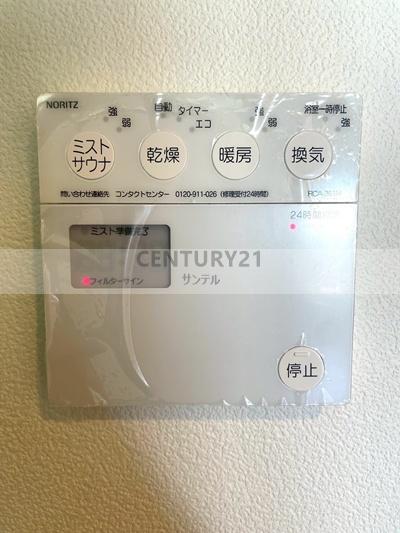 NORITZ
強
弱
自動
タイマー
エコ
強
弱
浴室一時停止
強
ミスト
サウナ
乾燥
暖房
換気
問い合わせ連絡先 コンタクトセンター 0120-911-026 (修理受付24時間)
24時間
ミスト準備完了
CENTURY21
フィルターサイン
サンテル
停止